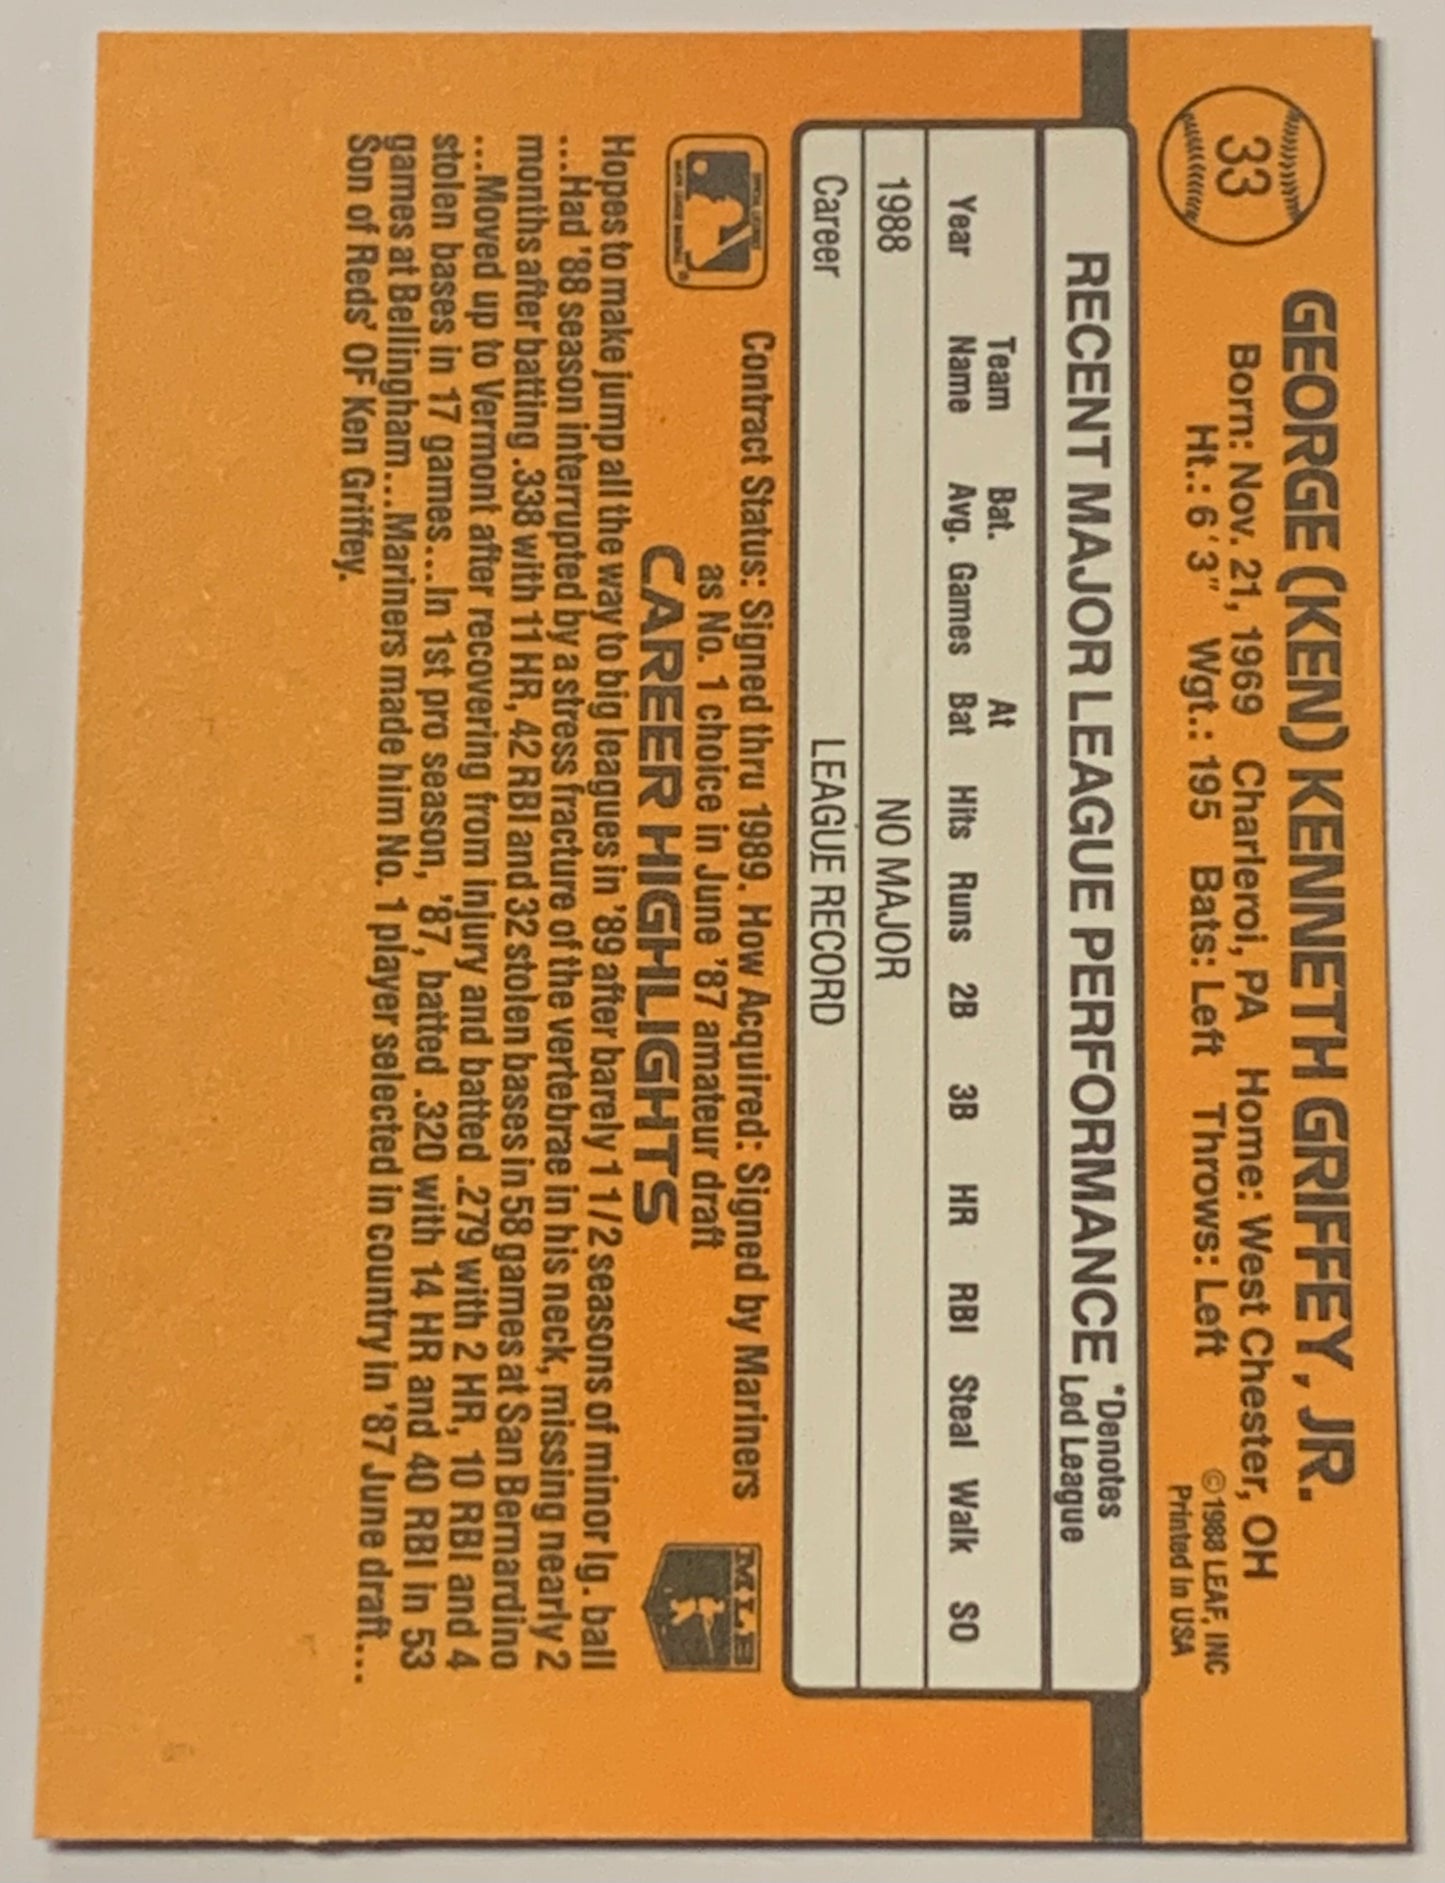 33
GEORGE (KEN) KENNETH GRIFFEY, JR.
Born: Nov. 21, 1969 Charleroi, PA Home: West Chester, OH
Ht.: 6'3" Wgt.: 195 Bats: Left Throws: Left
©1988 LEAF, INC
Printed In USA
RECENT MAJOR LEAGUE PERFORMANCE
*Denotes
Led League
Team Bat. At
Year Name Avg. Games Bat Hits Runs 2B 3B HR RBI Steal Walk SO
1988 NO MAJOR
Career LEAGUE RECORD
Contract Status: Signed thru 1989. How Acquired: Signed by Mariners
as No. 1 choice in June '87 amateur draft
MLB
CAREER HIGHLIGHTS
Hopes to make jump all the way to big leagues in '89 after barely 1 1/2 seasons of minor lg. ball
...Had '88 season interrupted by a stress fracture of the vertebrae in his neck, missing nearly 2
months after batting .338 with 11 HR, 42 RBI and 32 stolen bases in 58 games at San Bernardino
...Moved up to Vermont after recovering from injury and batted .279 with 2 HR, 10 RBI and 4
stolen bases in 17 games...In 1st pro season, '87, batted .320 with 14 HR and 40 RBI in 53
games at Bellingham...Mariners made him No. 1 player selected in country in '87 June draft...
Son of Reds' OF Ken Griffey.